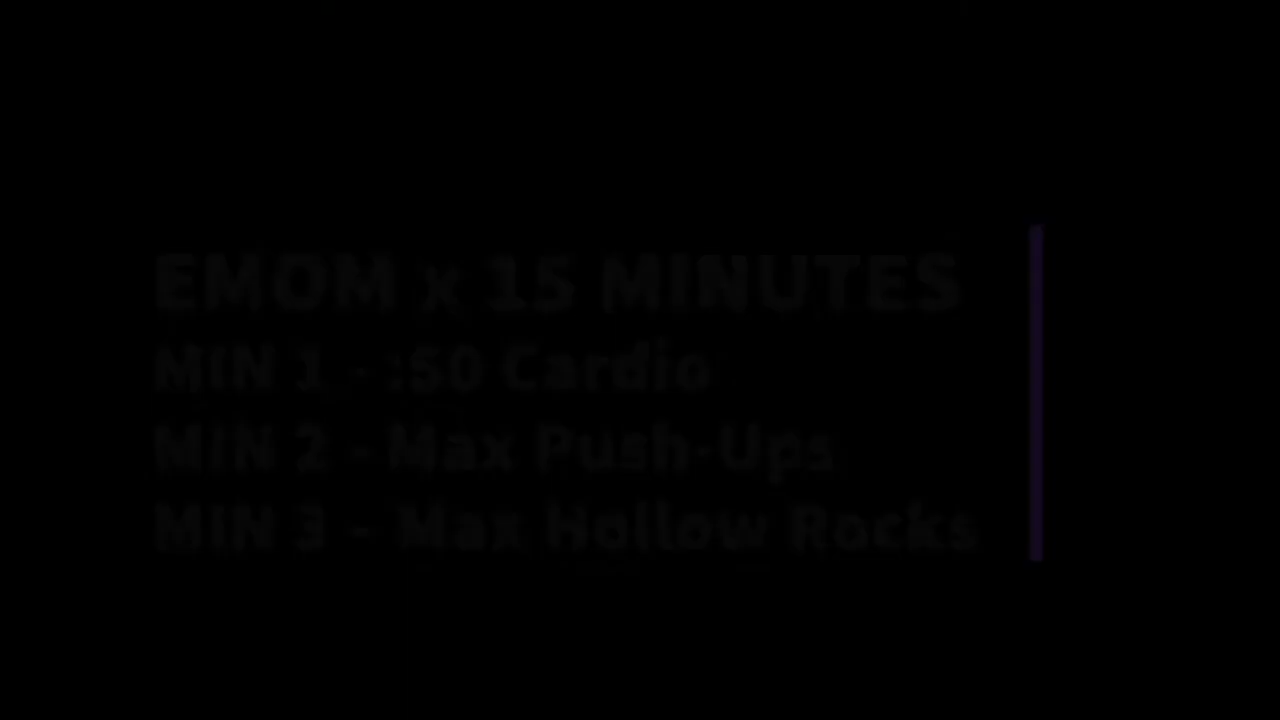 EMOM x 15 MINUTES
MIN 1 - :50 Cardio
MIN 2 - Max Push-Ups
MIN 3 - Max Hollow Rocks